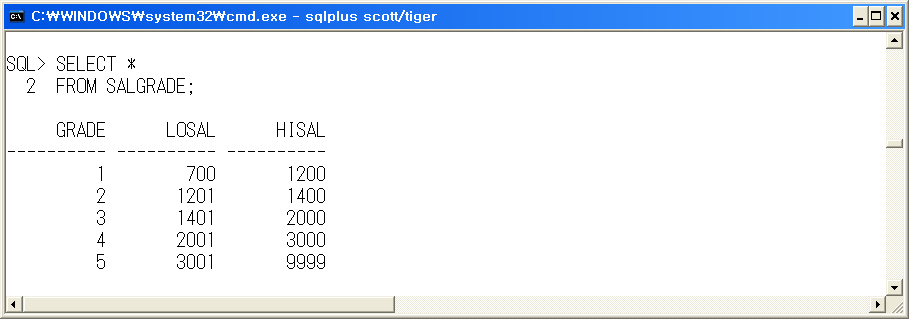 C:₩WINDOWS₩system32₩cmd.exe - sqlplus scott/tiger
SQL> SELECT *
  2  FROM SALGRADE;
     GRADE      LOSAL      HISAL
---------- ---------- ----------
         1        700       1200
         2       1201       1400
         3       1401       2000
         4       2001       3000
         5       3001       9999